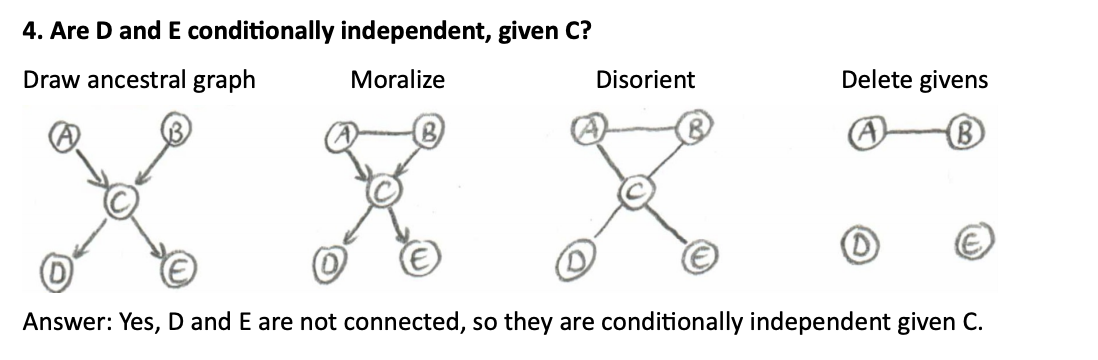 4. Are D and E conditionally independent, given C?
Draw ancestral graph Moralize Disorient Delete givens
A B A B A B A B
C C C
D E D E D E D E
Answer: Yes, D and E are not connected, so they are conditionally independent given C.